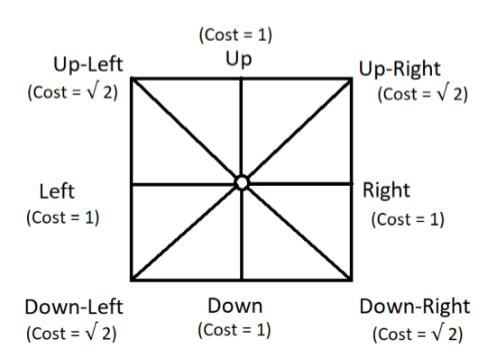 (Cost = 1)
Up
Up-Left
(Cost = √ 2)
Up-Right
(Cost = √ 2)
Left
(Cost = 1)
Right
(Cost = 1)
Down-Left
(Cost = √ 2)
Down
(Cost = 1)
Down-Right
(Cost = √ 2)